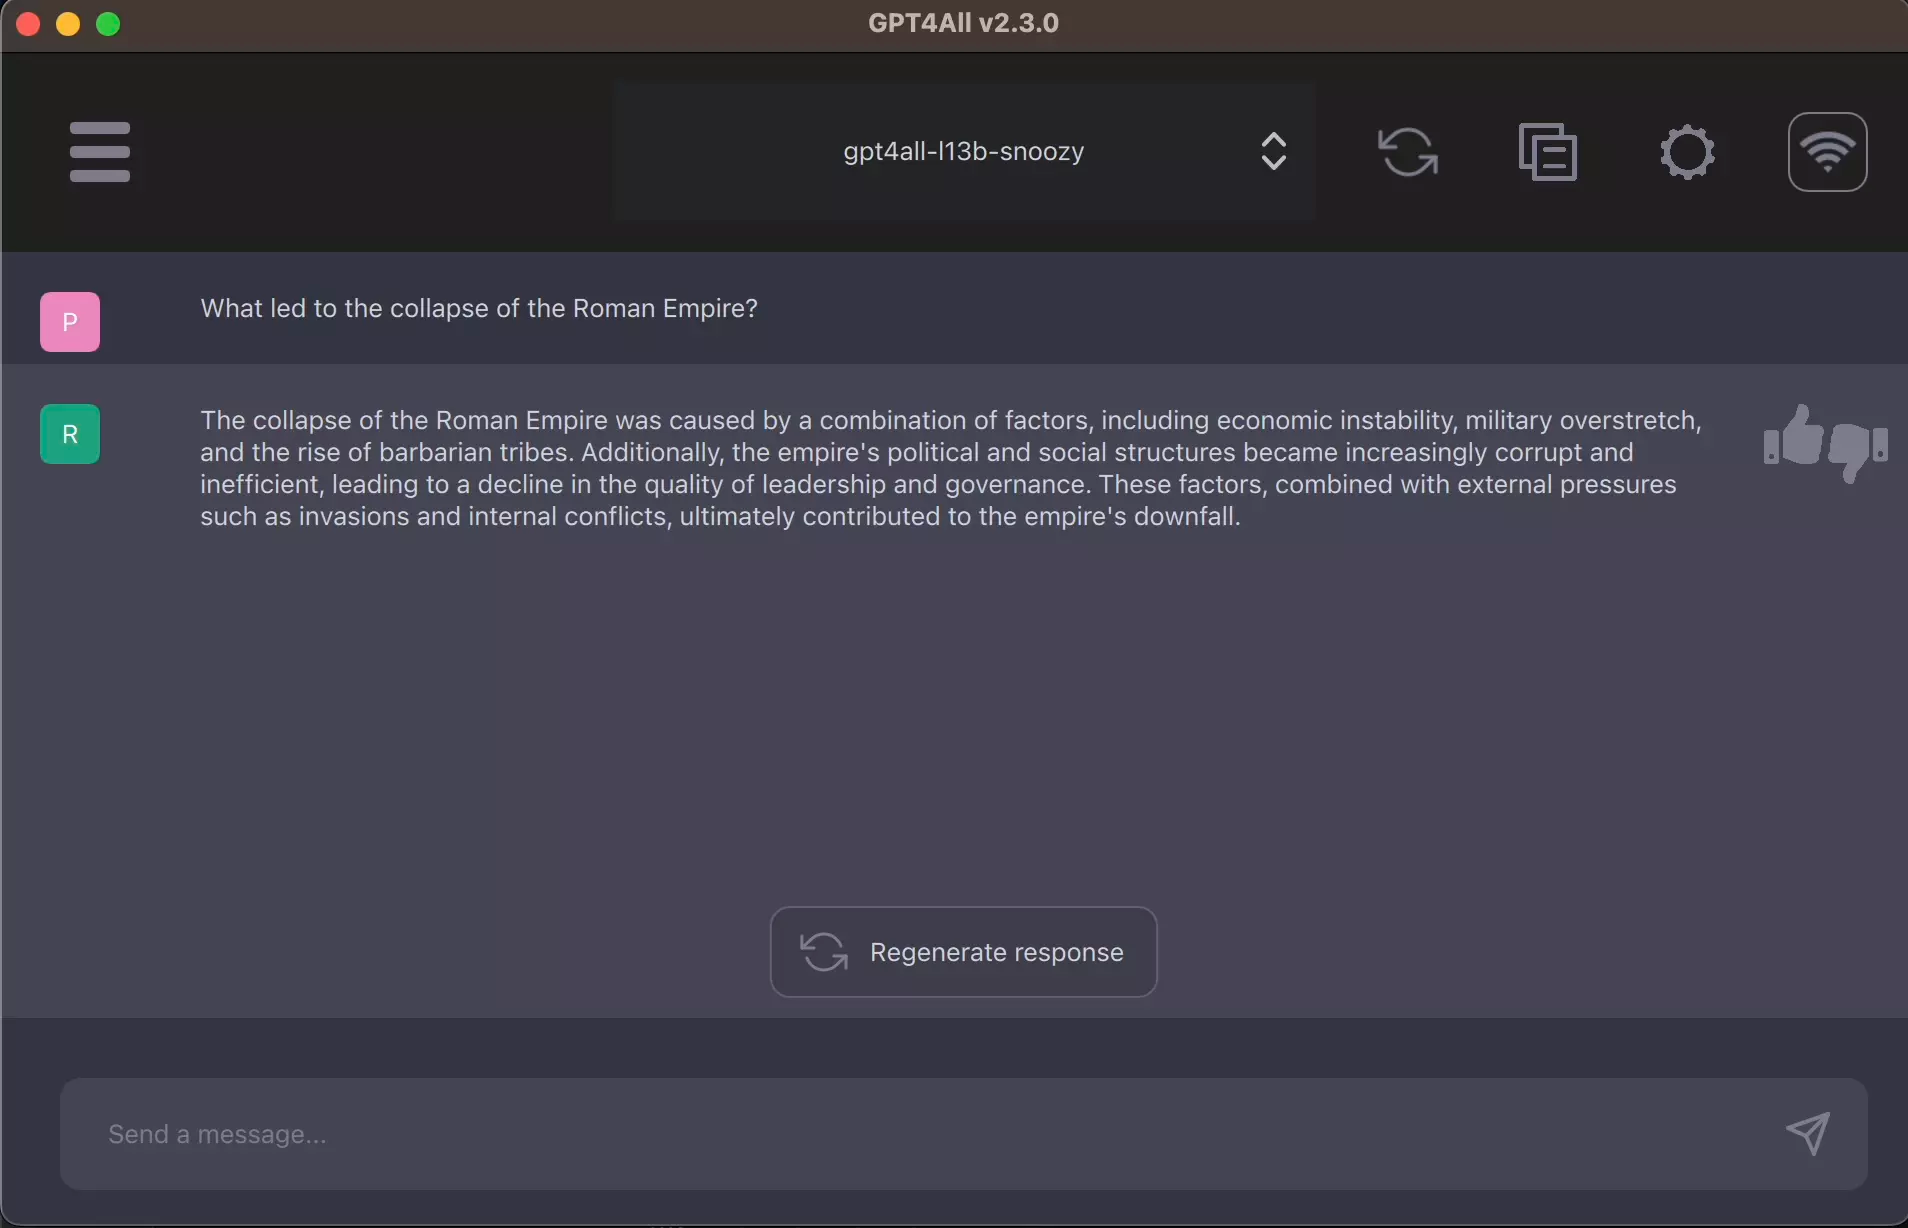 GPT4All v2.3.0
gpt4all-l13b-snoozy
P
What led to the collapse of the Roman Empire?
R
The collapse of the Roman Empire was caused by a combination of factors, including economic instability, military overstretch,
and the rise of barbarian tribes. Additionally, the empire's political and social structures became increasingly corrupt and
inefficient, leading to a decline in the quality of leadership and governance. These factors, combined with external pressures
such as invasions and internal conflicts, ultimately contributed to the empire's downfall.
Regenerate response
Send a message...